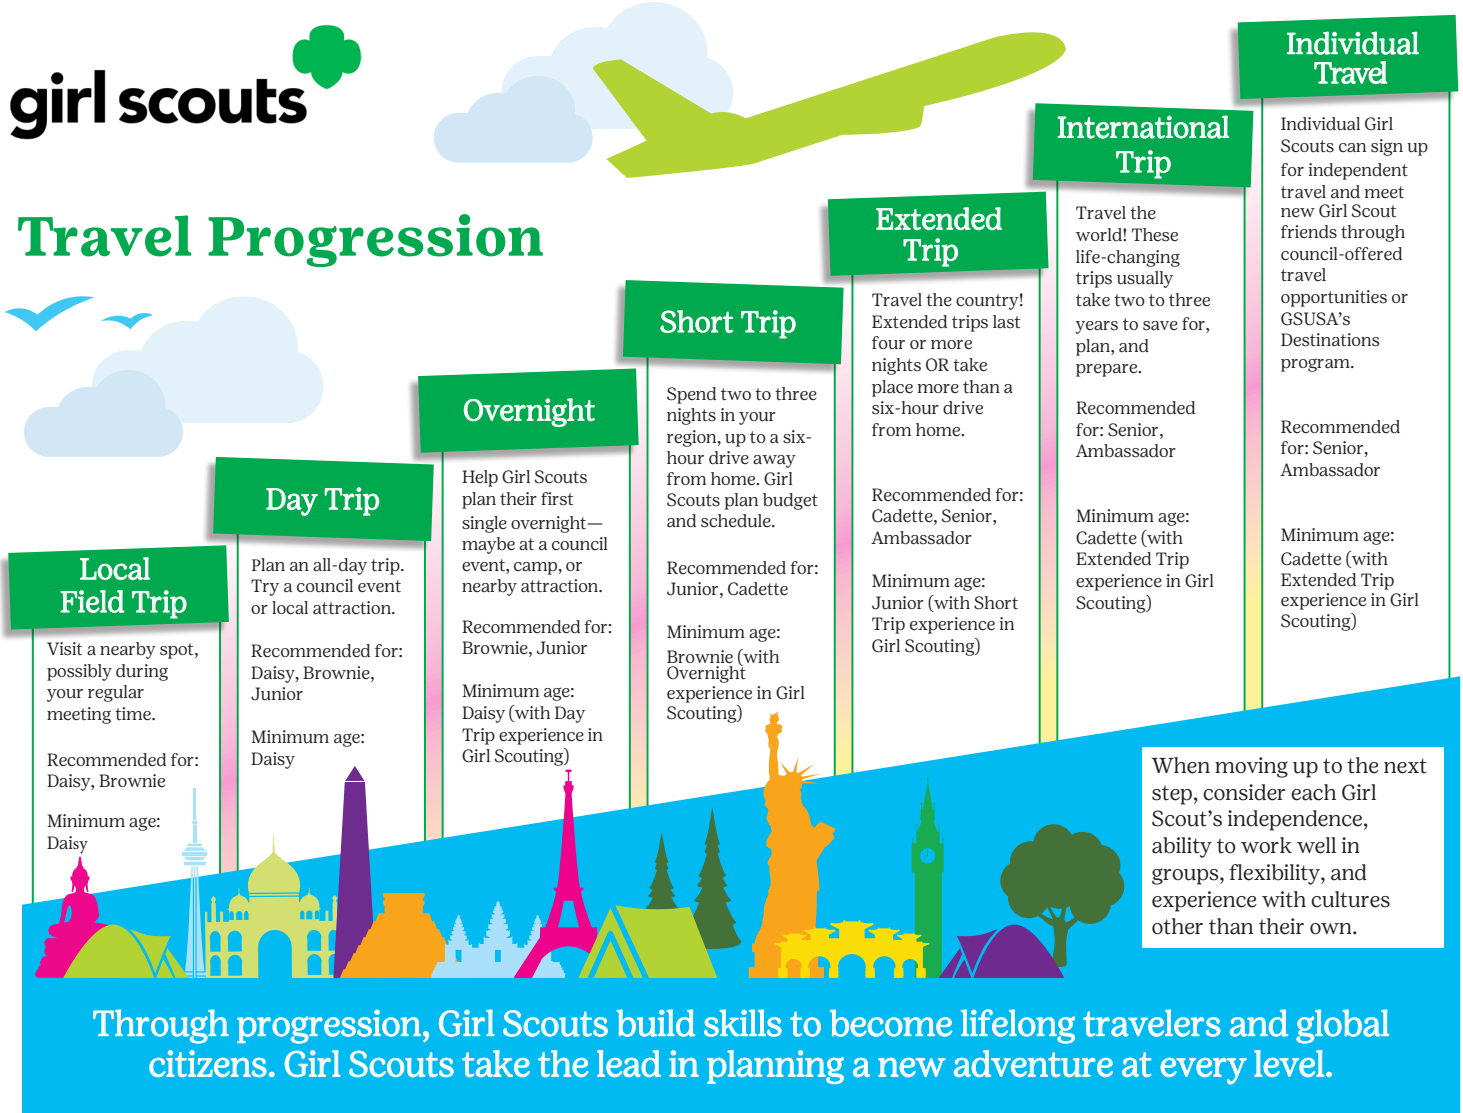 girl scouts
Travel Progression
Local
Field Trip
Visit a nearby spot,
possibly during
your regular
meeting time.
Recommended for:
Daisy, Brownie
Minimum age:
Daisy
Day Trip
Plan an all-day trip.
Try a council event
or local attraction.
Recommended for:
Daisy, Brownie,
Junior
Minimum age:
Daisy
Overnight
Help Girl Scouts
plan their first
single overnight—
maybe at a council
event, camp, or
nearby attraction.
Recommended for:
Brownie, Junior
Minimum age:
Daisy (with Day
Trip experience in
Girl Scouting)
Short Trip
Spend two to three
nights in your
region, up to a six-
hour drive away
from home. Girl
Scouts plan budget
and schedule.
Recommended for:
Junior, Cadette
Minimum age:
Brownie (with
Overnight
experience in Girl
Scouting)
Extended
Trip
Travel the country!
Extended trips last
four or more
nights OR take
place more than a
six-hour drive
from home.
Recommended for:
Cadette, Senior,
Ambassador
Minimum age:
Junior (with Short
Trip experience in
Girl Scouting)
International
Trip
Travel the
world! These
life-changing
trips usually
take two to three
years to save for,
plan, and
prepare.
Recommended
for: Senior,
Ambassador
Minimum age:
Cadette (with
Extended Trip
experience in Girl
Scouting)
Individual
Travel
Individual Girl
Scouts can sign up
for independent
travel and meet
new Girl Scout
friends through
council-offered
travel
opportunities or
GSUSA's
Destinations
program.
Recommended
for: Senior,
Ambassador
Minimum age:
Cadette (with
Extended Trip
experience in Girl
Scouting)
When moving up to the next
step, consider each Girl
Scout's independence,
ability to work well in
groups, flexibility, and
experience with cultures
other than their own.
Through progression, Girl Scouts build skills to become lifelong travelers and global
citizens. Girl Scouts take the lead in planning a new adventure at every level.